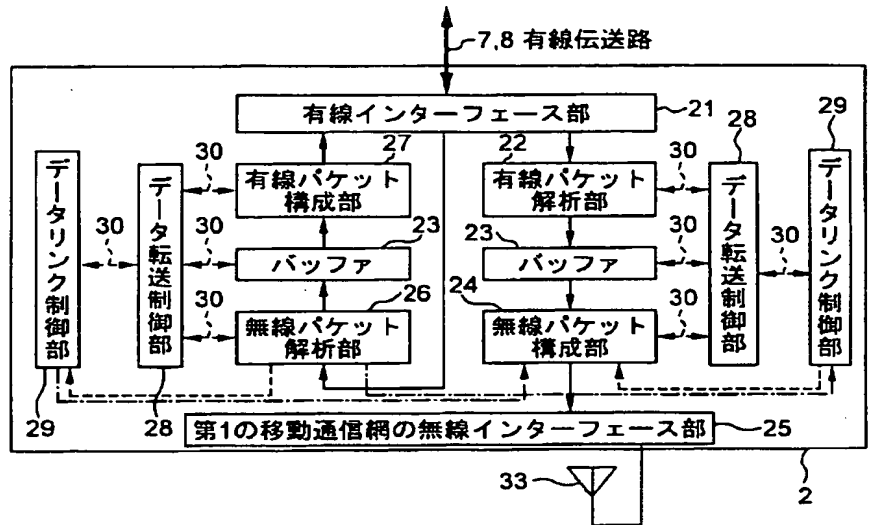 7,8 有線伝送路
有線インターフェース部
21
27
22
28
29
30
有線パケット
構成部
有線パケット
解析部
30
データリンク制御部
30
データ転送制御部
30
23
バッファ
23
バッファ
30
データ転送制御部
30
データリンク制御部
30
26
無線パケット
解析部
24
無線パケット
構成部
30
29
28
第1の移動通信網の無線インターフェース部
25
33
2